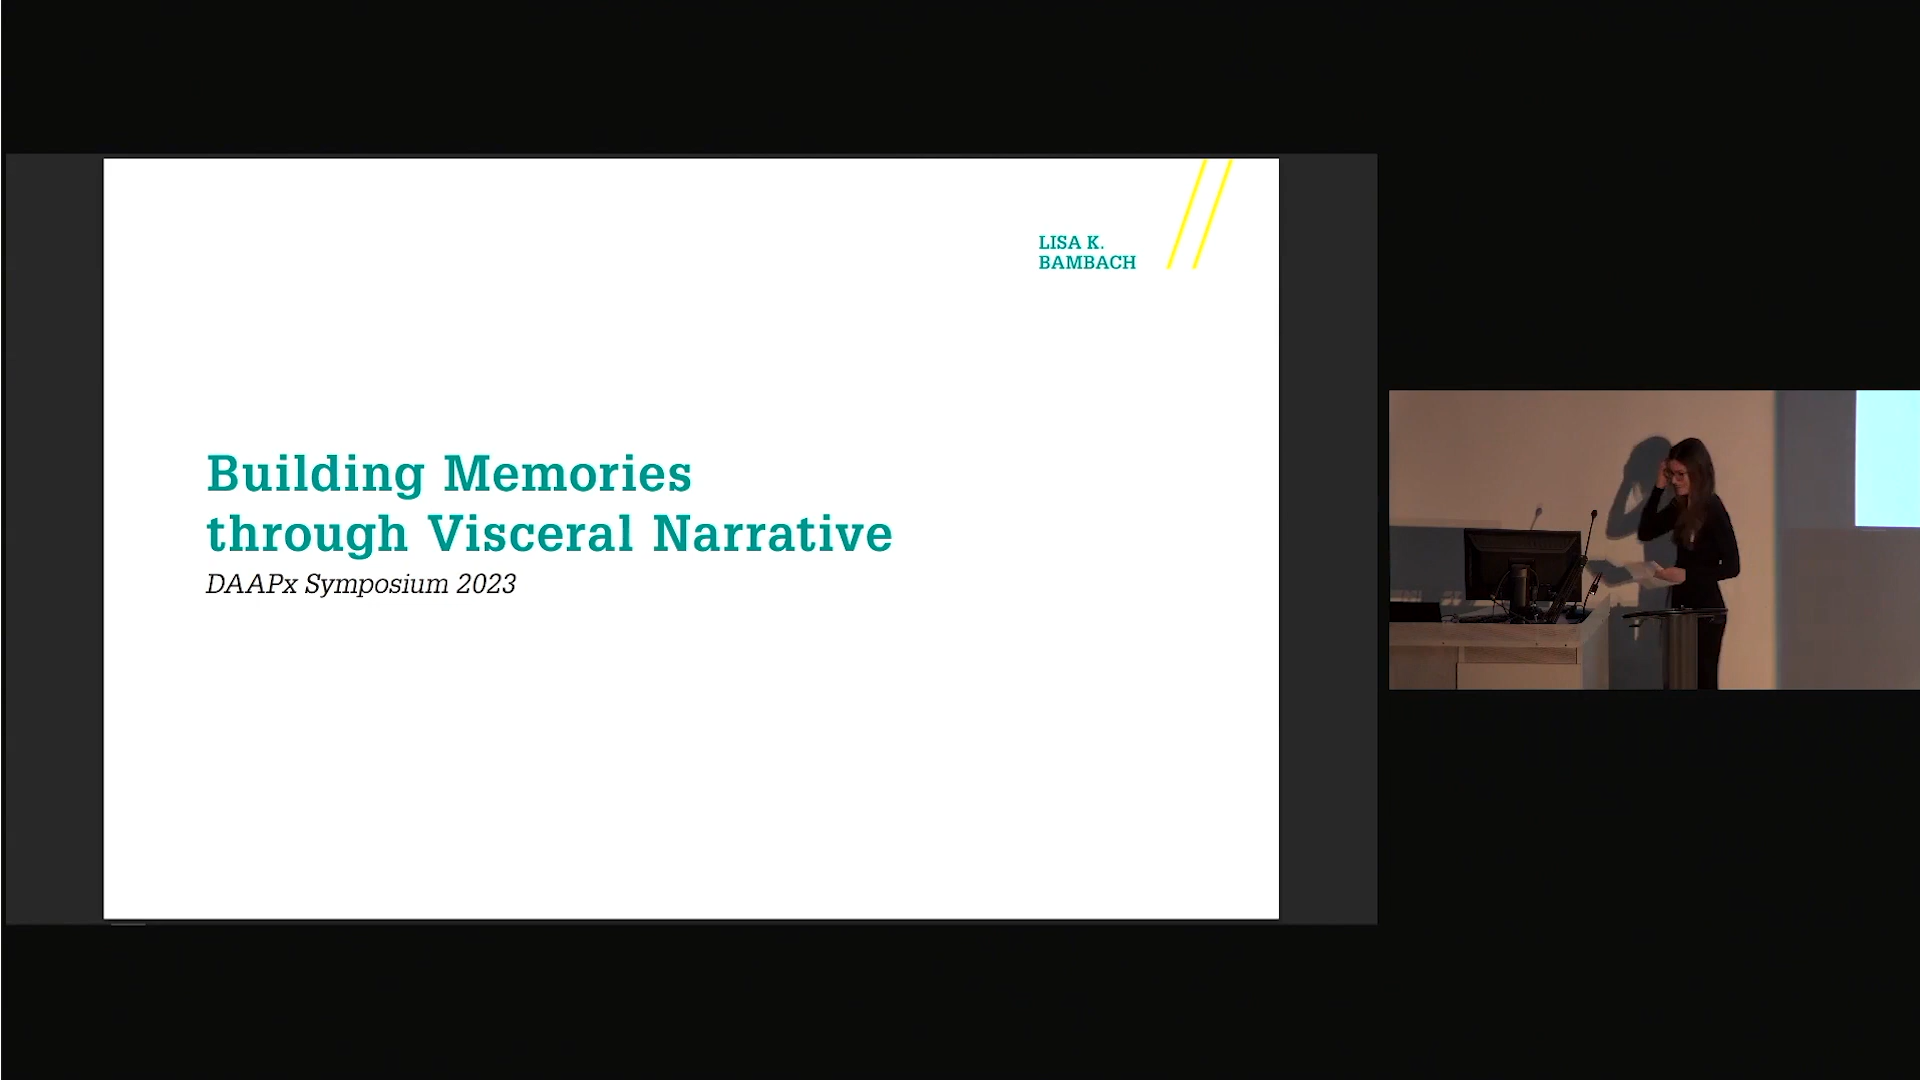 LISA K.
BAMBACH
Building Memories
through Visceral Narrative
DAAPx Symposium 2023